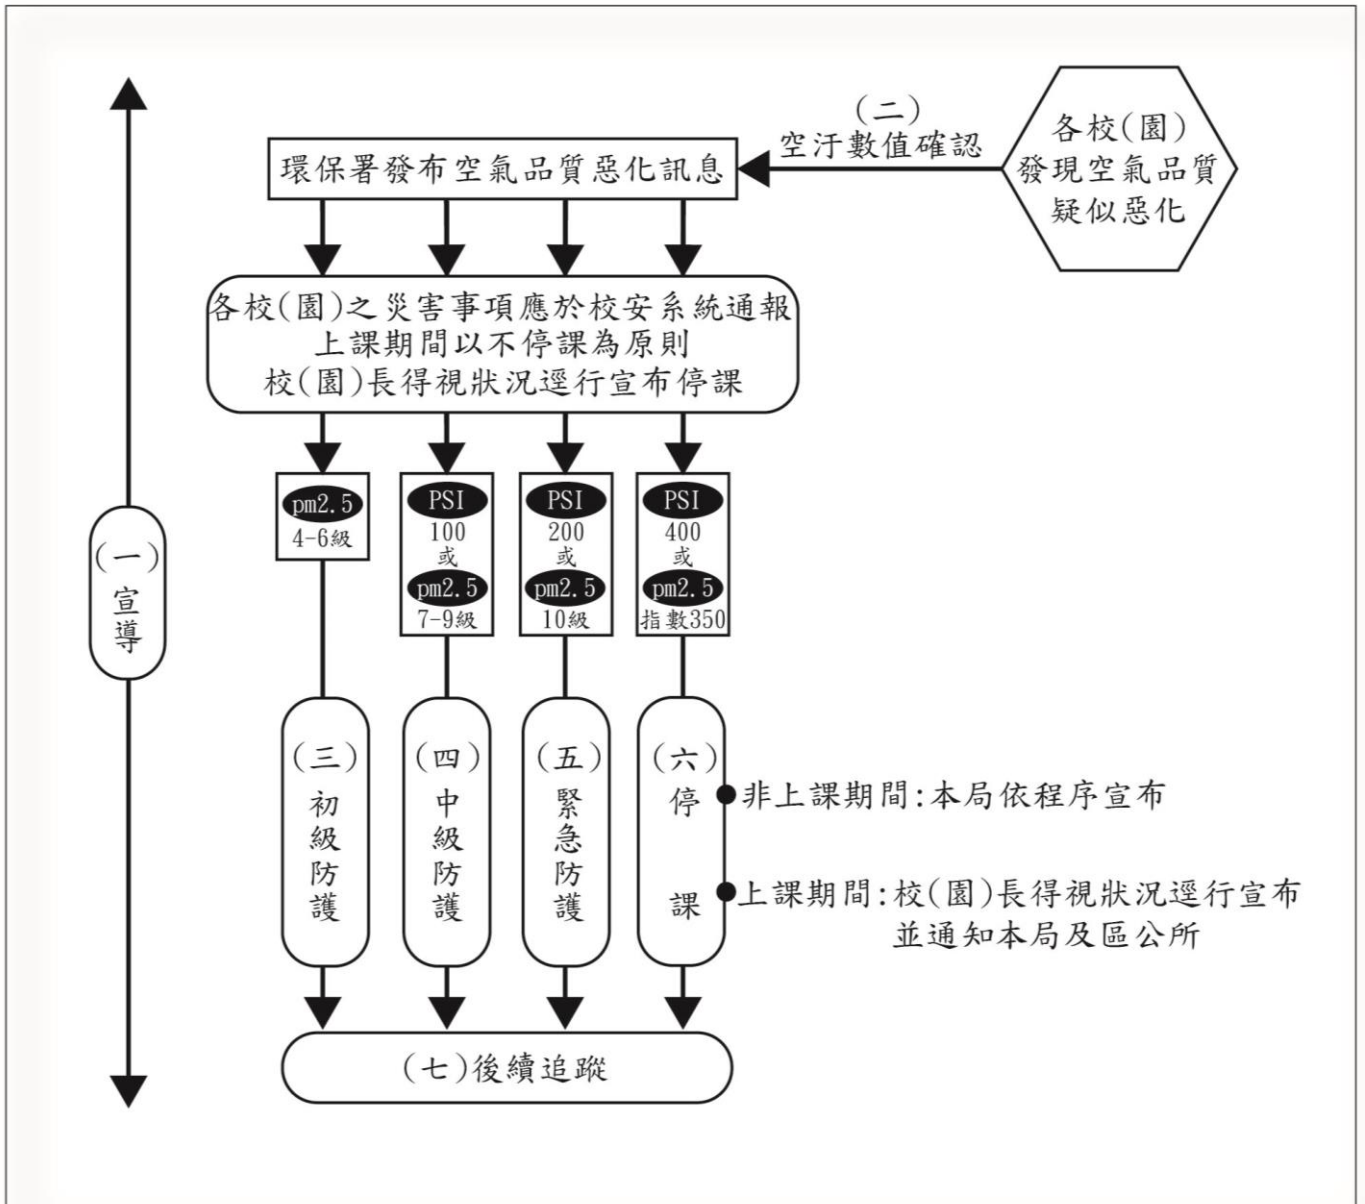 (二)
空汙數值確認
各校(園)
發現空氣品質
疑似惡化
環保署發布空氣品質惡化訊息
各校(園)之災害事項應於校安系統通報
上課期間以不停課為原則
校(園)長得視狀況逕行宣布停課
(一)
宣導
pm2.5
4-6級
PSI
100
或
pm2.5
7-9級
PSI
200
或
pm2.5
10級
PSI
400
或
pm2.5
指數350
(三)
初級防護
(四)
中級防護
(五)
緊急防護
(六)
停課
非上課期間:本局依程序宣布
上課期間:校(園)長得視狀況逕行宣布
並通知本局及區公所
(七)後續追蹤